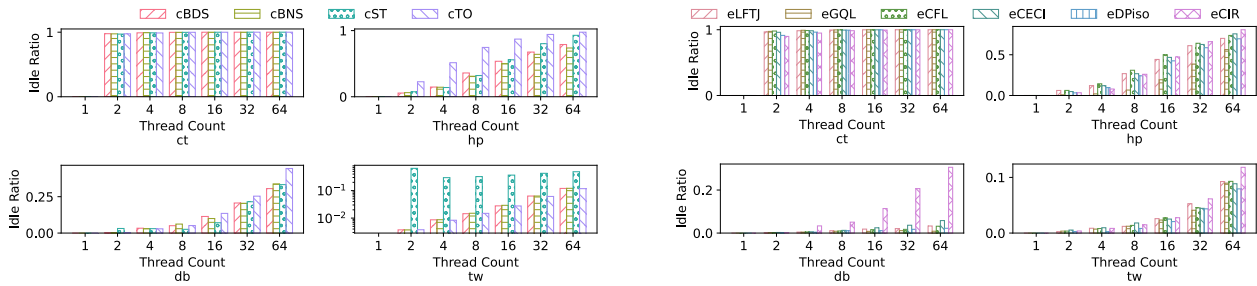 cBDS cBNS cST cTO
Idle Ratio
1
0
1 2 4 8 16 32 64
Thread Count
ct
1
0
1 2 4 8 16 32 64
Thread Count
hp
Idle Ratio
0.25
0.00
1 2 4 8 16 32 64
Thread Count
db
10⁻¹
10⁻²
1 2 4 8 16 32 64
Thread Count
tw
eLFTJ eGQL eCFL eCECI eDPiso eCIR
Idle Ratio
1
0
1 2 4 8 16 32 64
Thread Count
ct
0.5
0.0
1 2 4 8 16 32 64
Thread Count
hp
Idle Ratio
0.2
0.0
1 2 4 8 16 32 64
Thread Count
db
0.1
0.0
1 2 4 8 16 32 64
Thread Count
tw